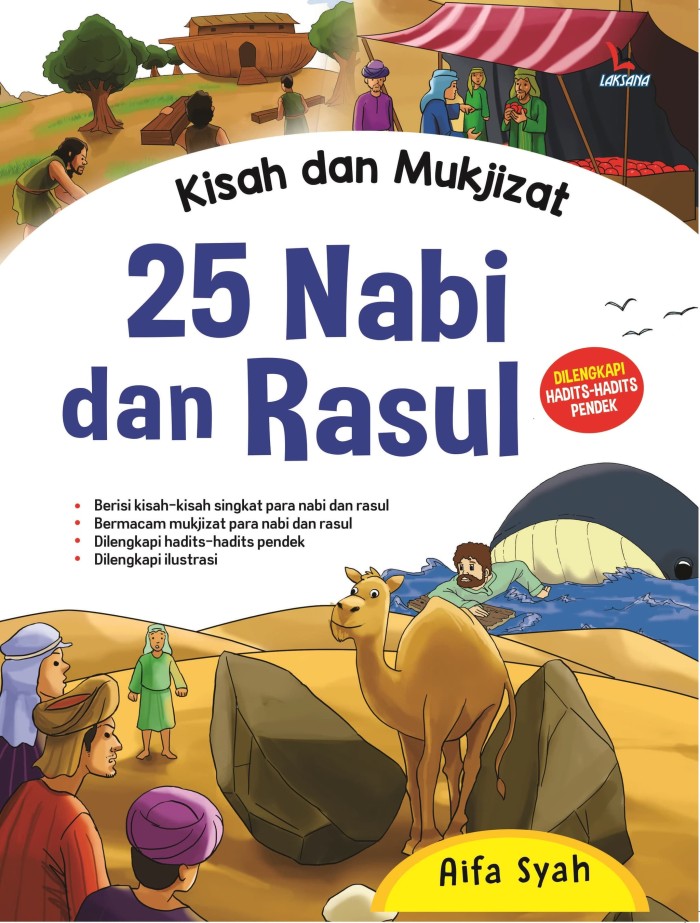 LAKSANA
Kisah dan Mukjizat
25 Nabi
dan Rasul
DILENGKAPI
HADITS-HADITS
PENDEK
• Berisi kisah-kisah singkat para nabi dan rasul
• Bermacam mukjizat para nabi dan rasul
• Dilengkapi hadits-hadits pendek
• Dilengkapi ilustrasi
Aifa Syah